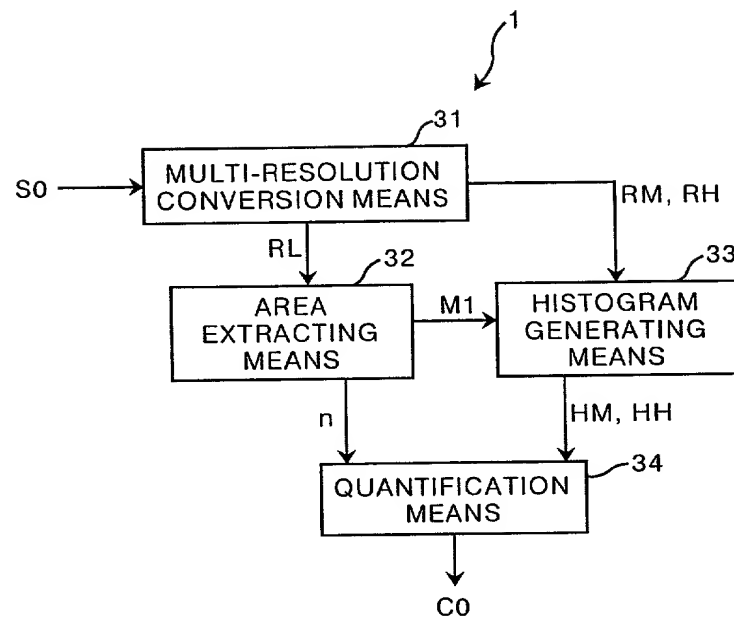 1
31
MULTI-RESOLUTION
CONVERSION MEANS
S0
RM, RH
RL
32
33
AREA
EXTRACTING
MEANS
M1
HISTOGRAM
GENERATING
MEANS
n
HM, HH
34
QUANTIFICATION
MEANS
C0